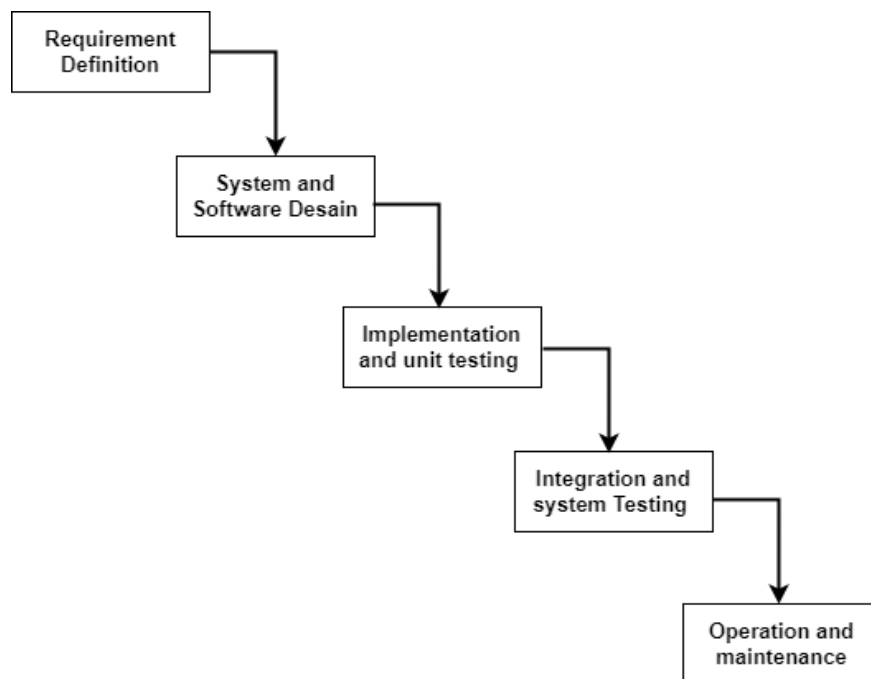 Requirement
Definition
System and
Software Desain
Implementation
and unit testing
Integration and
system Testing
Operation and
maintenance